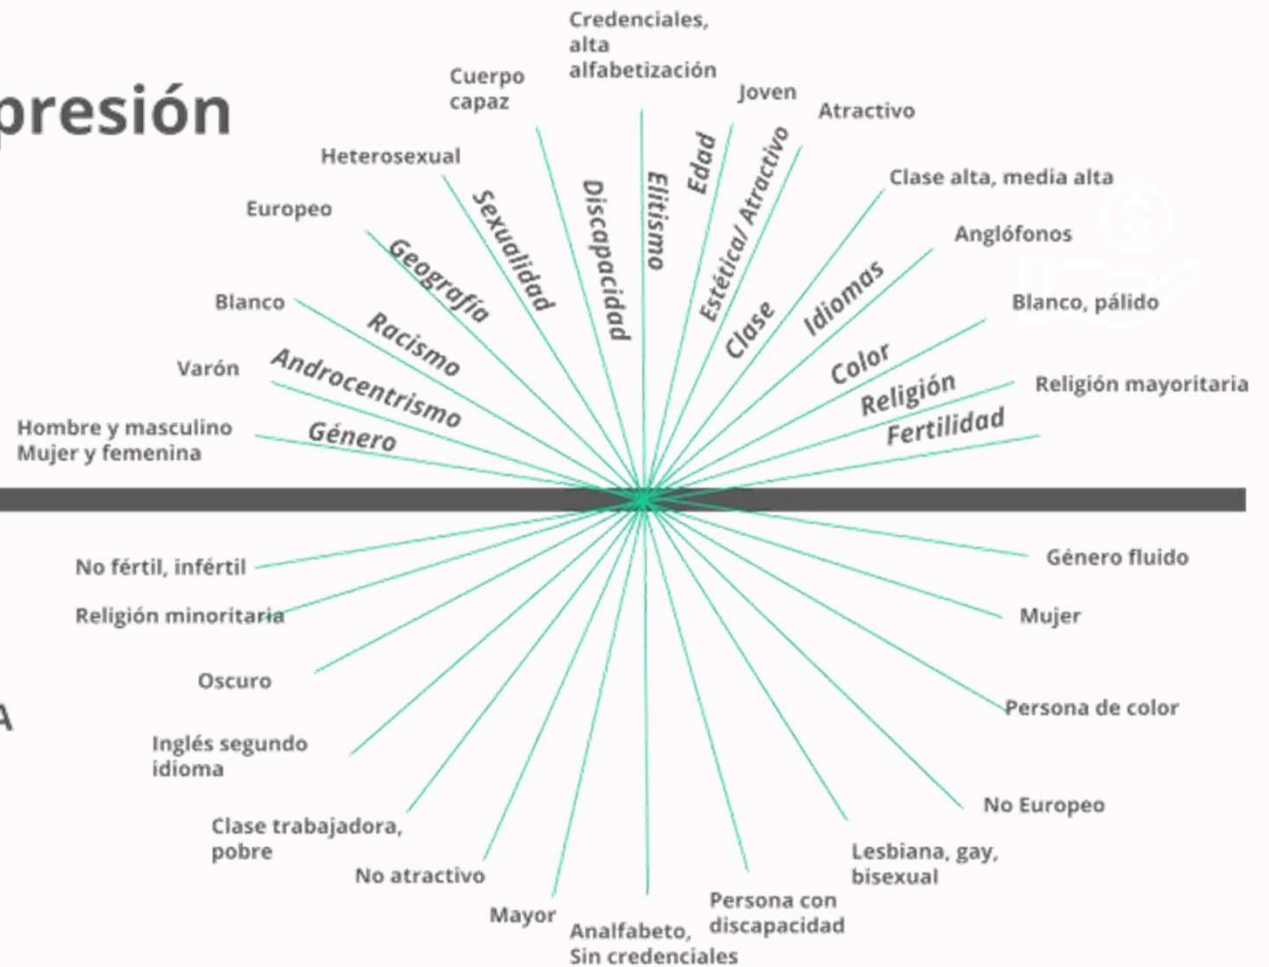 Credenciales,
alta
alfabetización
Cuerpo
capaz
Joven
Atractivo
presión
Heterosexual
Clase alta, media alta
Europeo
Anglófonos
Blanco
Blanco, pálido
Varón
Religión mayoritaria
Hombre y masculino
Mujer y femenina
Género
Androcentrismo
Racismo
Geografía
Sexualidad
Discapacidad
Elitismo
Edad
Estética/ Atractivo
Clase
Idiomas
Color
Religión
Fertilidad
$
No fértil, infértil
Género fluido
Religión minoritaria
Mujer
Oscuro
Persona de color
A
Inglés segundo
idioma
No Europeo
Clase trabajadora,
pobre
Lesbiana, gay,
bisexual
No atractivo
Mayor
Persona con
discapacidad
Analfabeto,
Sin credenciales